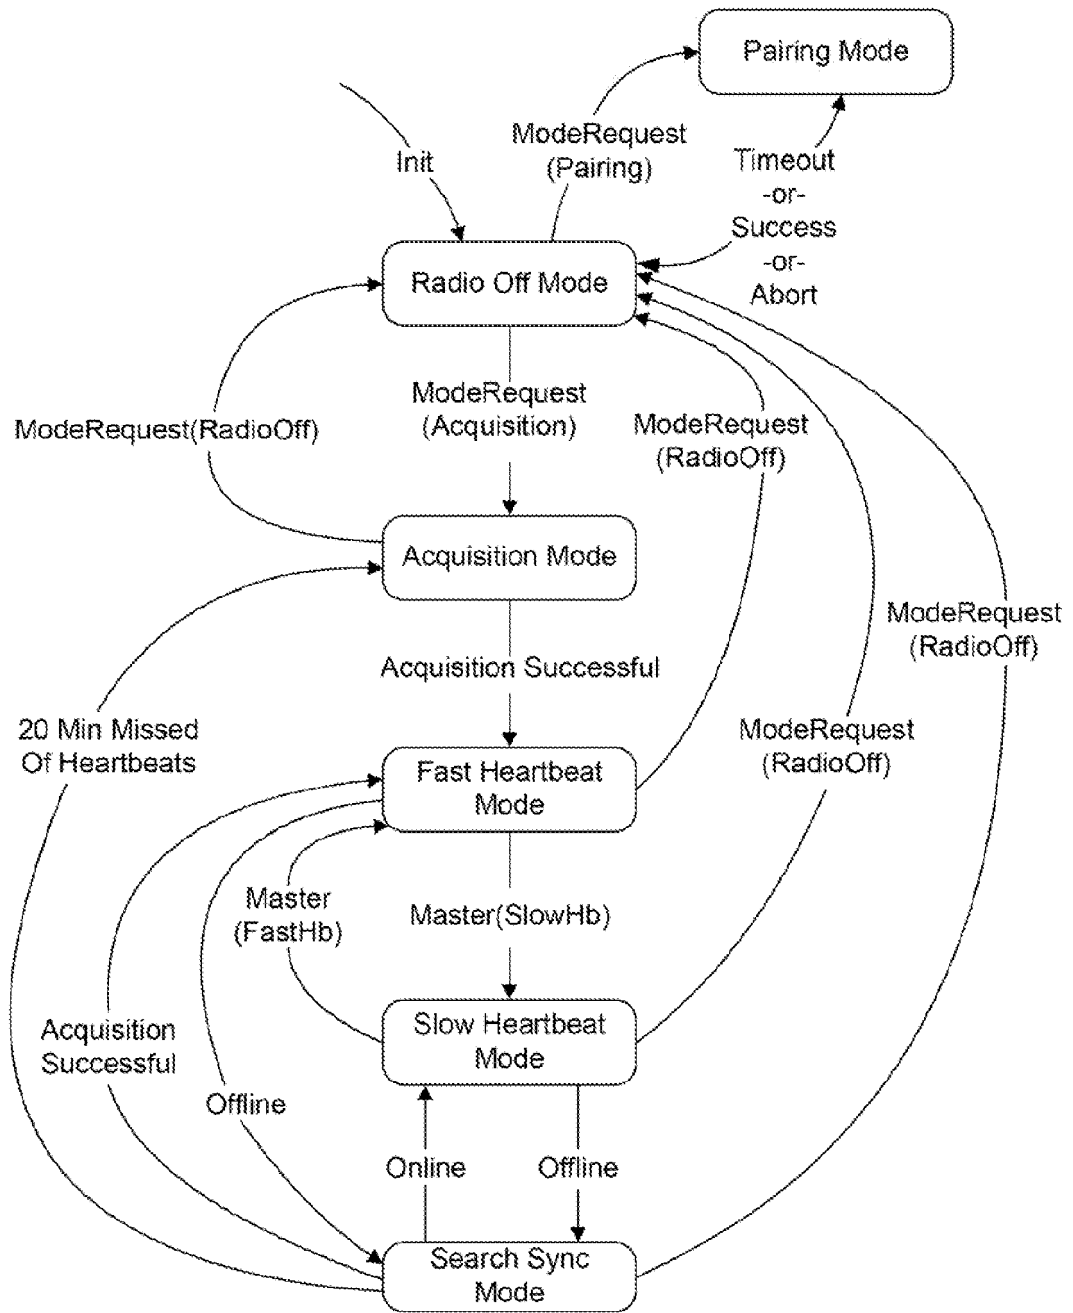 Pairing Mode
ModeRequest
(Pairing)
Timeout
-or-
Success
-or-
Abort
Init
Radio Off Mode
ModeRequest
(Acquisition)
ModeRequest(RadioOff)
ModeRequest
(RadioOff)
Acquisition Mode
ModeRequest
(RadioOff)
Acquisition Successful
20 Min Missed
Of Heartbeats
ModeRequest
(RadioOff)
Fast Heartbeat
Mode
Master
(FastHb)
Master(SlowHb)
Slow Heartbeat
Mode
Acquisition
Successful
Offline
Online
Offline
Search Sync
Mode